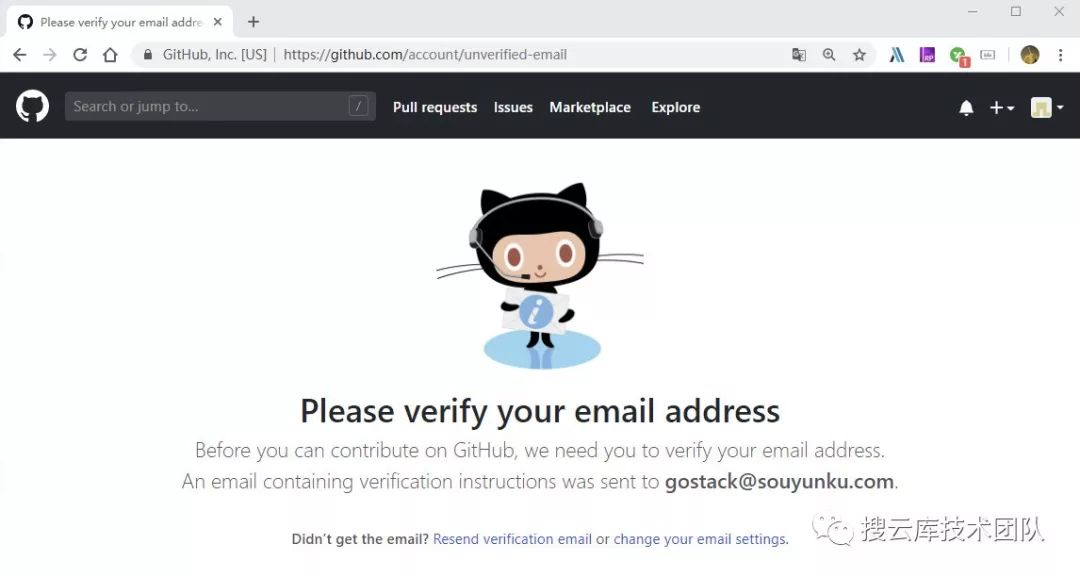 Please verify your email addre
GitHub, Inc. [US] | https://github.com/account/unverified-email
1
Search or jump to...
/
Pull requests
Issues
Marketplace
Explore
i
Please verify your email address
Before you can contribute on GitHub, we need you to verify your email address.
An email containing verification instructions was sent to gostack@souyunku.com.
Didn't get the email? Resend verification email or change your email settings.
搜云库技术团队